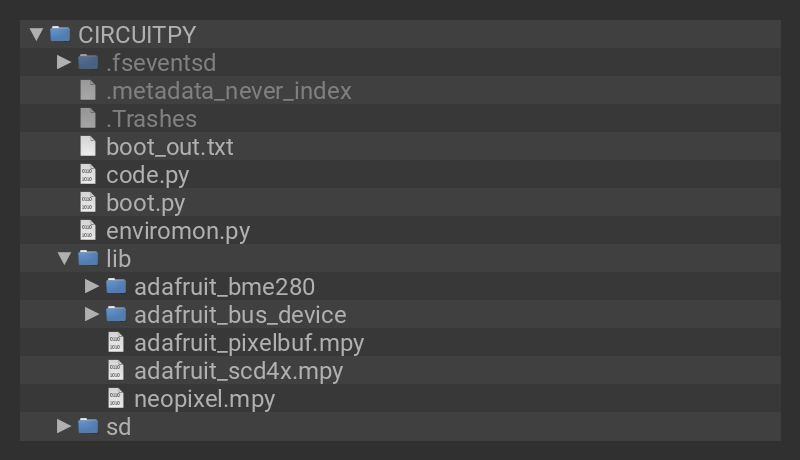 CIRCUITPY
.fseventsd
.metadata_never_index
.Trashes
boot_out.txt
code.py
boot.py
enviromon.py
lib
adafruit_bme280
adafruit_bus_device
adafruit_pixelbuf.mpy
adafruit_scd4x.mpy
neopixel.mpy
sd